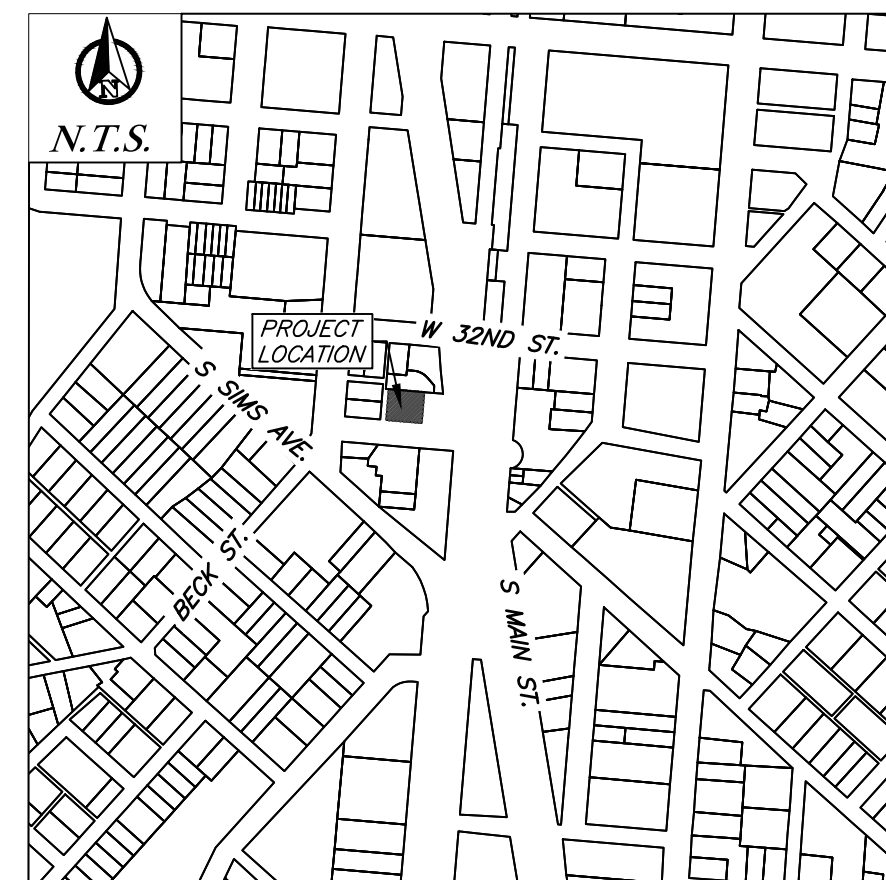 N
N.T.S.
PROJECT
LOCATION
W 32ND ST.
S SIMS AVE.
BECK ST.
S MAIN ST.